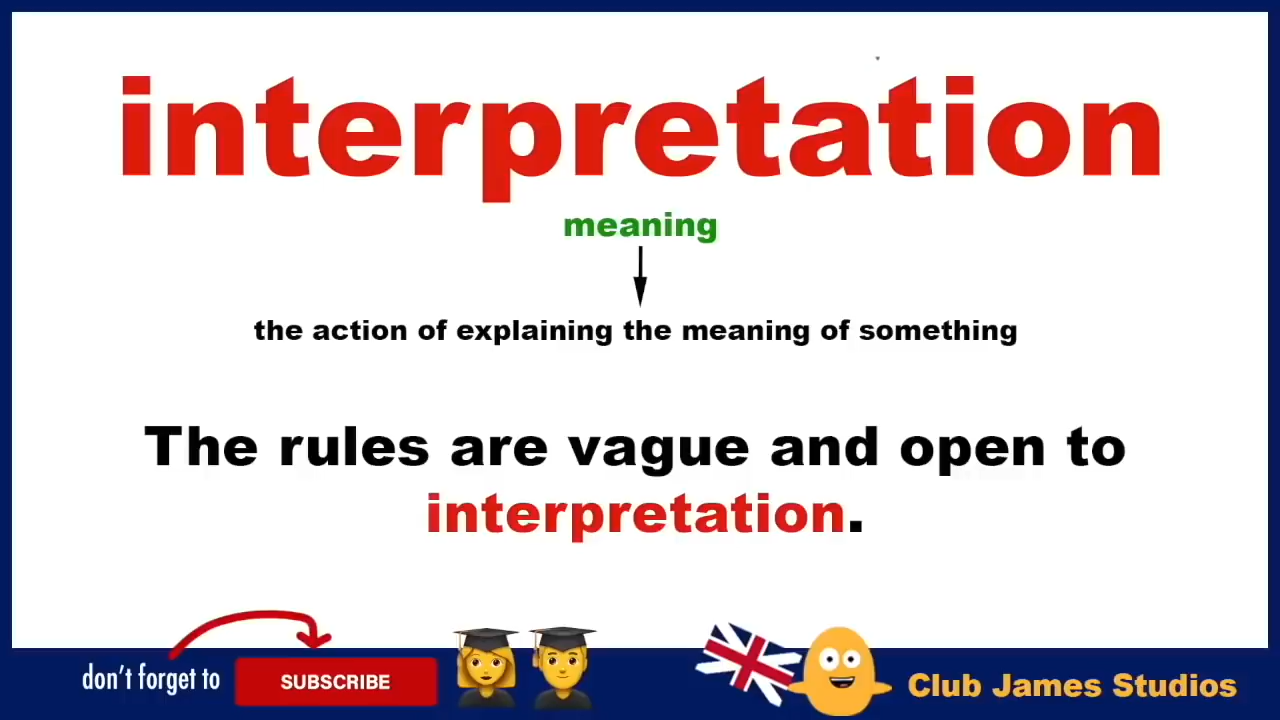 interpretation
meaning
the action of explaining the meaning of something
The rules are vague and open to
interpretation.
don't forget to
SUBSCRIBE
Club James Studios